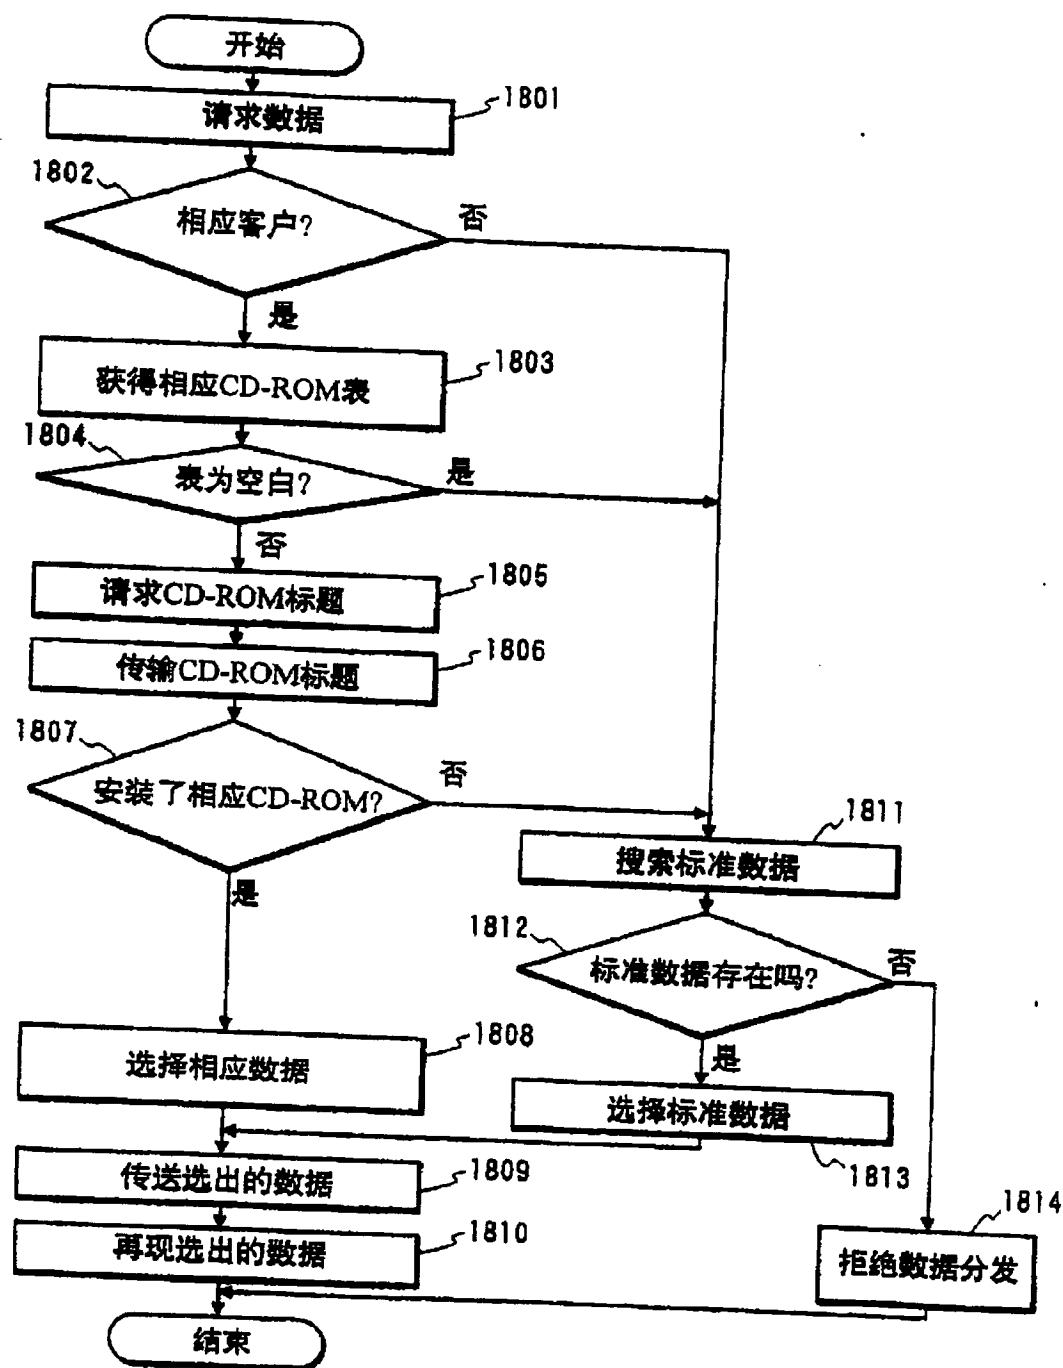 开始
请求数据
1801
1802
相应客户?
否
是
获得相应CD-ROM表
1803
1804
表为空白?
是
否
请求CD-ROM标题
1805
传输CD-ROM标题
1806
1807
安装了相应CD-ROM?
否
是
1811
搜索标准数据
1812
标准数据存在吗?
否
是
选择相应数据
1808
选择标准数据
1813
传送选出的数据
1809
再现选出的数据
1810
1814
拒绝数据分发
结束